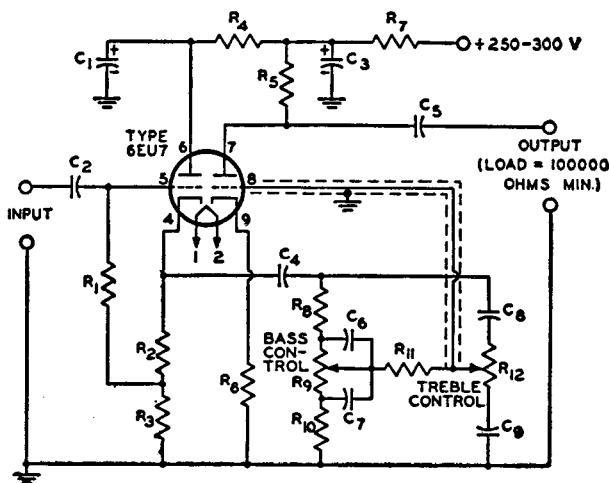 R4
R7
C1
+
+
C3
+250-300 V
R5
TYPE
6EU7
C5
6
7
OUTPUT
(LOAD = 100000
OHMS MIN.)
C2
5
8
INPUT
4
9
1
2
C4
R1
R8
C8
R2
BASS
CON-
TROL
C6
R11
R12
R9
TREBLE
CONTROL
R6
C7
R3
R10
C9